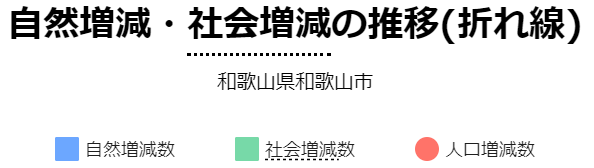 自然増減・社会増減の推移(折れ線)
和歌山県和歌山市
自然増減数 社会増減数 人口増減数